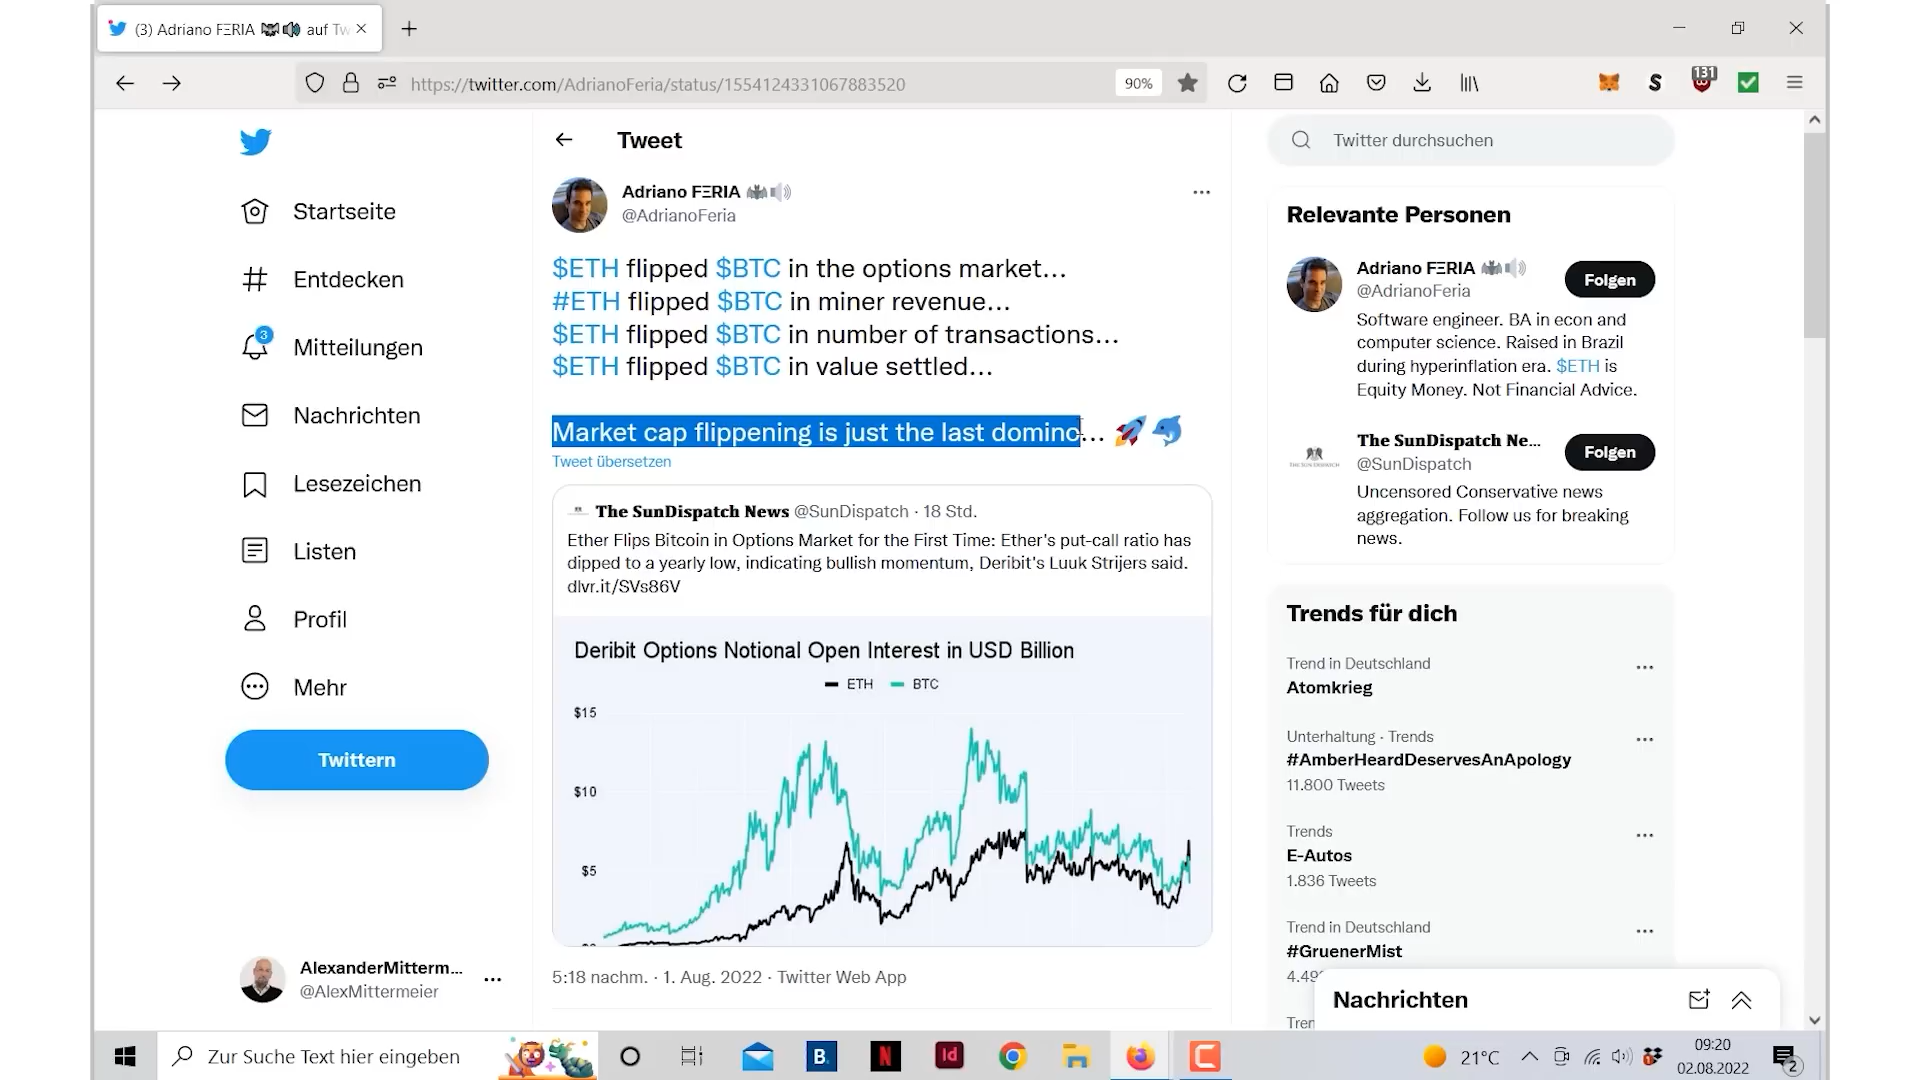 (3) Adriano FΞRIA 🦇🔊 auf Tw
https://twitter.com/AdrianoFeria/status/1554124331067883520
90%
131
Tweet
Twitter durchsuchen
Startseite
Entdecken
3
Mitteilungen
Nachrichten
Lesezeichen
Listen
Profil
Mehr
Twittern
AlexanderMitterm...
@AlexMittermeier
Adriano FΞRIA 🦇🔊
@AdrianoFeria
$ETH flipped $BTC in the options market...
#ETH flipped $BTC in miner revenue...
$ETH flipped $BTC in number of transactions...
$ETH flipped $BTC in value settled...
Market cap flippening is just the last domino... 🚀🐬
Tweet übersetzen
The SunDispatch News @SunDispatch · 18 Std.
Ether Flips Bitcoin in Options Market for the First Time: Ether's put-call ratio has
dipped to a yearly low, indicating bullish momentum, Deribit's Luuk Strijers said.
dlvr.it/SVs86V
Deribit Options Notional Open Interest in USD Billion
ETH BTC
$15
$10
$5
5:18 nachm. · 1. Aug. 2022 · Twitter Web App
Relevante Personen
Adriano FΞRIA 🦇🔊
@AdrianoFeria
Folgen
Software engineer. BA in econ and
computer science. Raised in Brazil
during hyperinflation era. $ETH is
Equity Money. Not Financial Advice.
The SunDispatch Ne...
@SunDispatch
Folgen
Uncensored Conservative news
aggregation. Follow us for breaking
news.
Trends für dich
Trend in Deutschland
Atomkrieg
Unterhaltung · Trends
#AmberHeardDeservesAnApology
11.800 Tweets
Trends
E-Autos
1.836 Tweets
Trend in Deutschland
#GruenerMist
Nachrichten
Zur Suche Text hier eingeben
B.
N
Id
21°C
09:20
02.08.2022
2